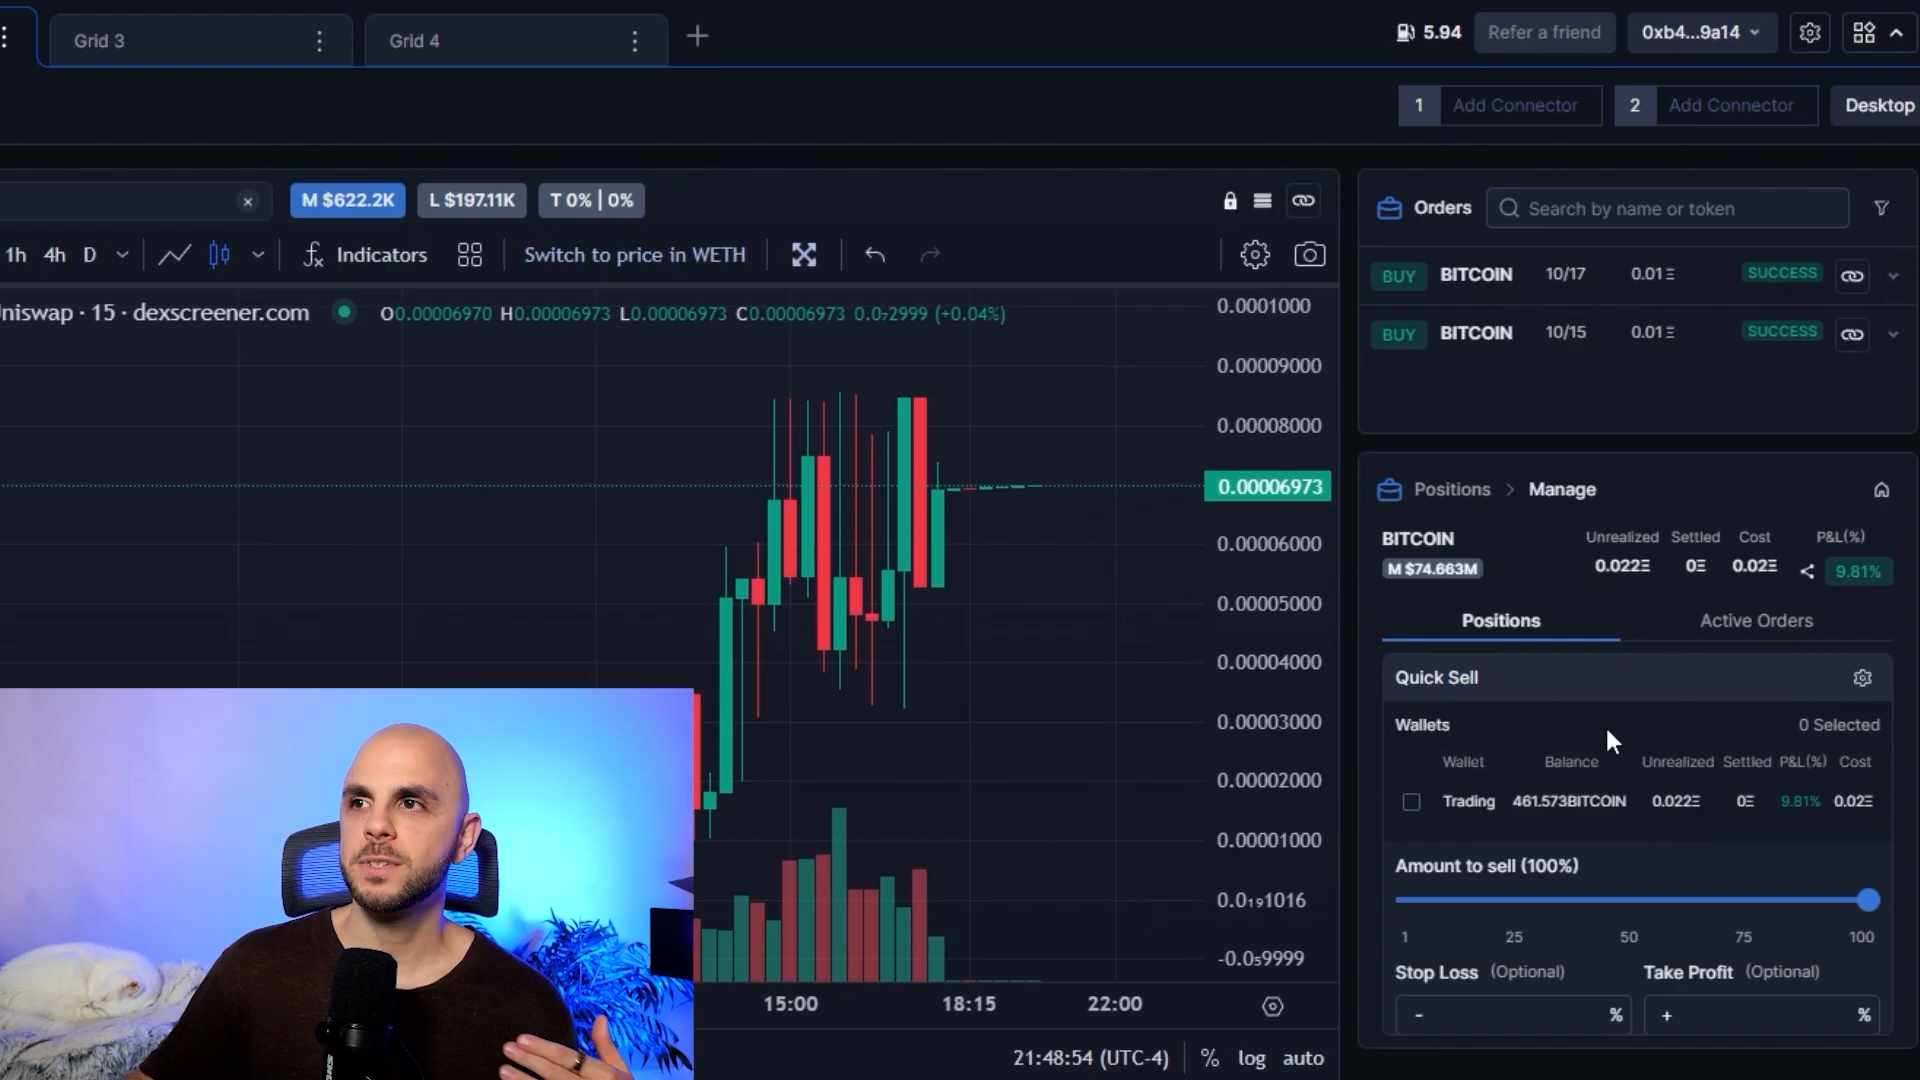 Grid 3
Grid 4
5.94
Refer a friend
0xb4...9a14
1 Add Connector
2 Add Connector
Desktop
M $622.2K
L $197.11K
T 0% | 0%
1h 4h D
Indicators
Switch to price in WETH
niswap · 15 · dexscreener.com
O0.00006970 H0.00006973 L0.00006973 C0.00006973 0.0₇2999 (+0.04%)
0.0001000
0.00009000
0.00008000
0.00006973
0.00006000
0.00005000
0.00004000
0.00003000
0.00002000
0.00001000
0.0₁₉1016
-0.0₅9999
15:00
18:15
22:00
21:48:54 (UTC-4)
% log auto
Orders
Search by name or token
BUY BITCOIN 10/17 0.01Ξ SUCCESS
BUY BITCOIN 10/15 0.01Ξ SUCCESS
Positions > Manage
BITCOIN
M $74.663M
Unrealized Settled Cost P&L(%)
0.022Ξ 0Ξ 0.02Ξ 9.81%
Positions
Active Orders
Quick Sell
Wallets
0 Selected
Wallet Balance Unrealized Settled P&L(%) Cost
Trading 461.573BITCOIN 0.022Ξ 0Ξ 9.81% 0.02Ξ
Amount to sell (100%)
1 25 50 75 100
Stop Loss (Optional)
Take Profit (Optional)
- %
+ %